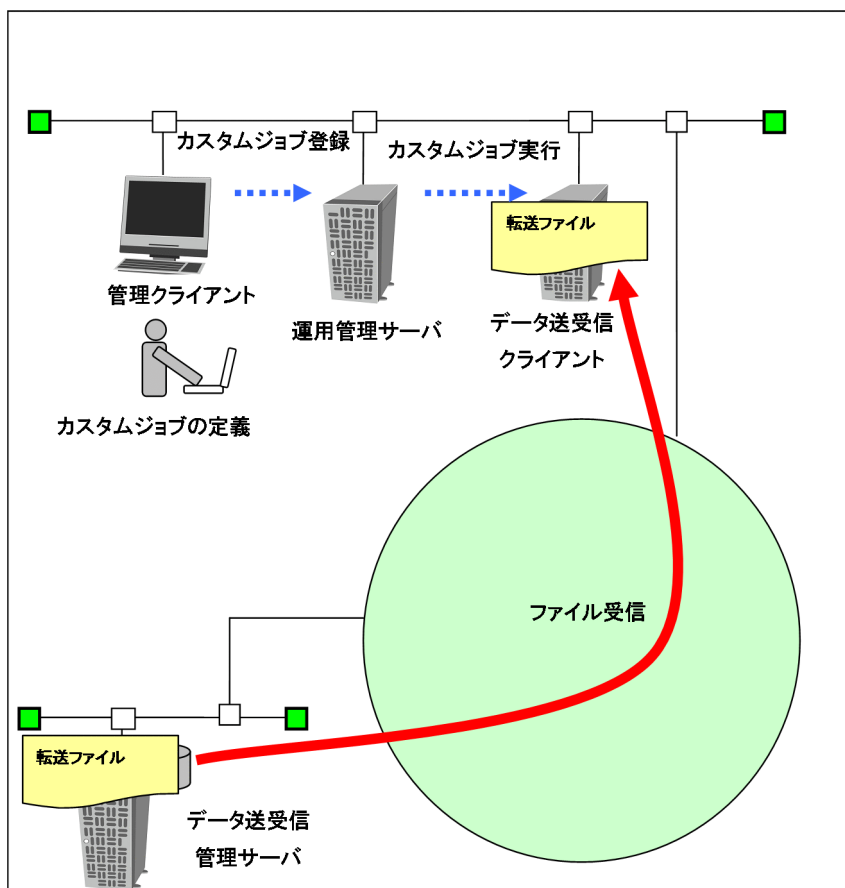 カスタムジョブ登録
カスタムジョブ実行
転送ファイル
管理クライアント
運用管理サーバ
データ送受信
クライアント
カスタムジョブの定義
ファイル受信
転送ファイル
データ送受信
管理サーバ